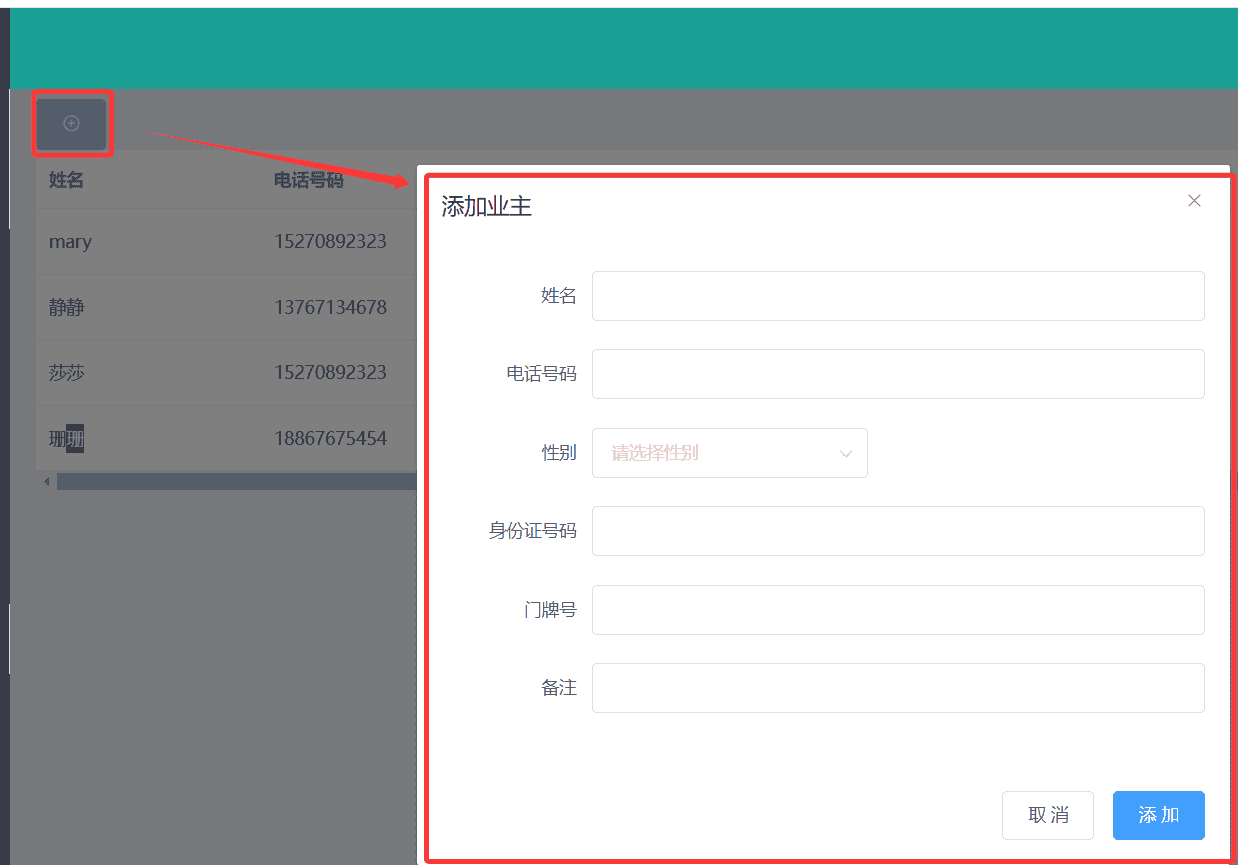 姓名 电话号码
mary 15270892323
静静 13767134678
莎莎 15270892323
珊珊 18867675454
添加业主
姓名
电话号码
性别 请选择性别
身份证号码
门牌号
备注
取 消 添 加